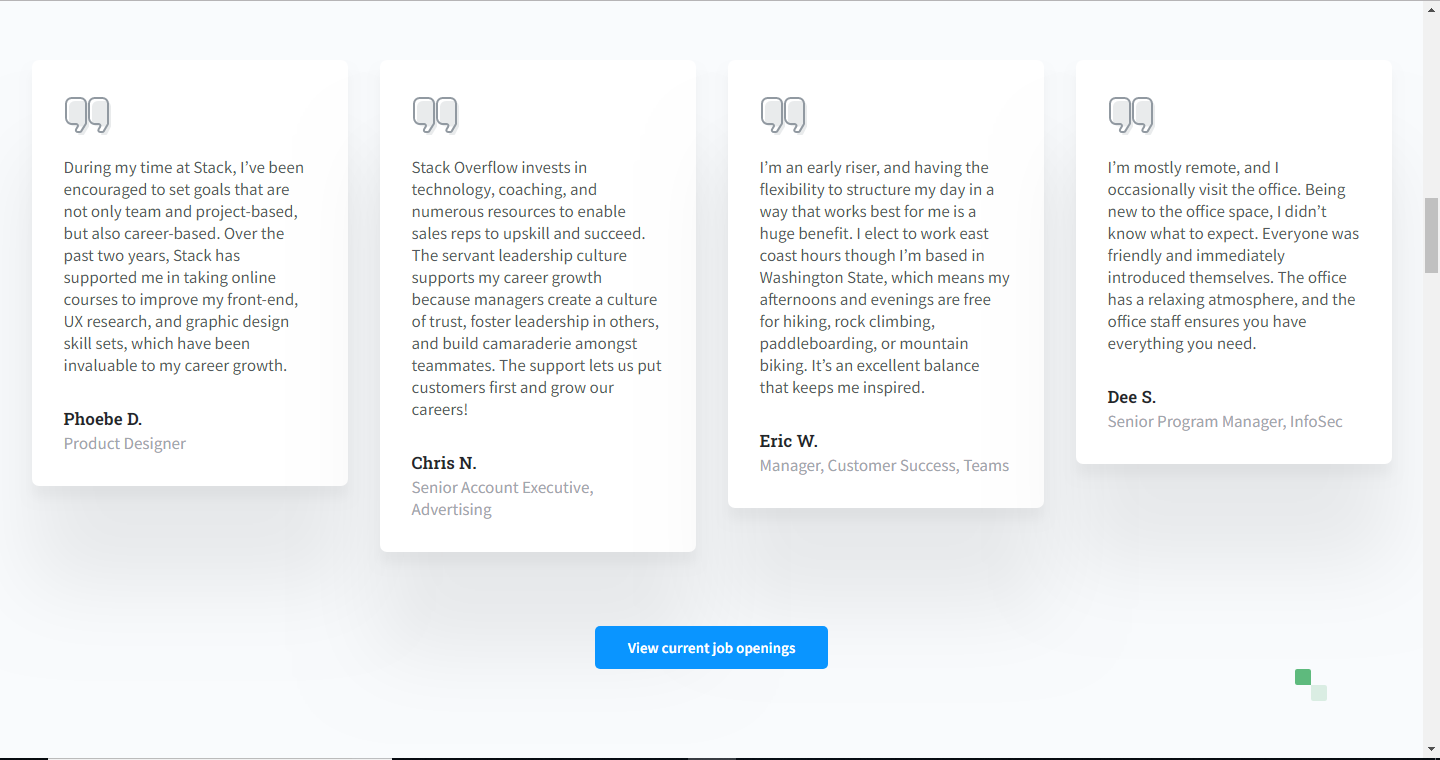 During my time at Stack, I’ve been
encouraged to set goals that are
not only team and project-based,
but also career-based. Over the
past two years, Stack has
supported me in taking online
courses to improve my front-end,
UX research, and graphic design
skill sets, which have been
invaluable to my career growth.
Phoebe D.
Product Designer
Stack Overflow invests in
technology, coaching, and
numerous resources to enable
sales reps to upskill and succeed.
The servant leadership culture
supports my career growth
because managers create a culture
of trust, foster leadership in others,
and build camaraderie amongst
teammates. The support lets us put
customers first and grow our
careers!
Chris N.
Senior Account Executive,
Advertising
I’m an early riser, and having the
flexibility to structure my day in a
way that works best for me is a
huge benefit. I elect to work east
coast hours though I’m based in
Washington State, which means my
afternoons and evenings are free
for hiking, rock climbing,
paddleboarding, or mountain
biking. It’s an excellent balance
that keeps me inspired.
Eric W.
Manager, Customer Success, Teams
I’m mostly remote, and I
occasionally visit the office. Being
new to the office space, I didn’t
know what to expect. Everyone was
friendly and immediately
introduced themselves. The office
has a relaxing atmosphere, and the
office staff ensures you have
everything you need.
Dee S.
Senior Program Manager, InfoSec
View current job openings